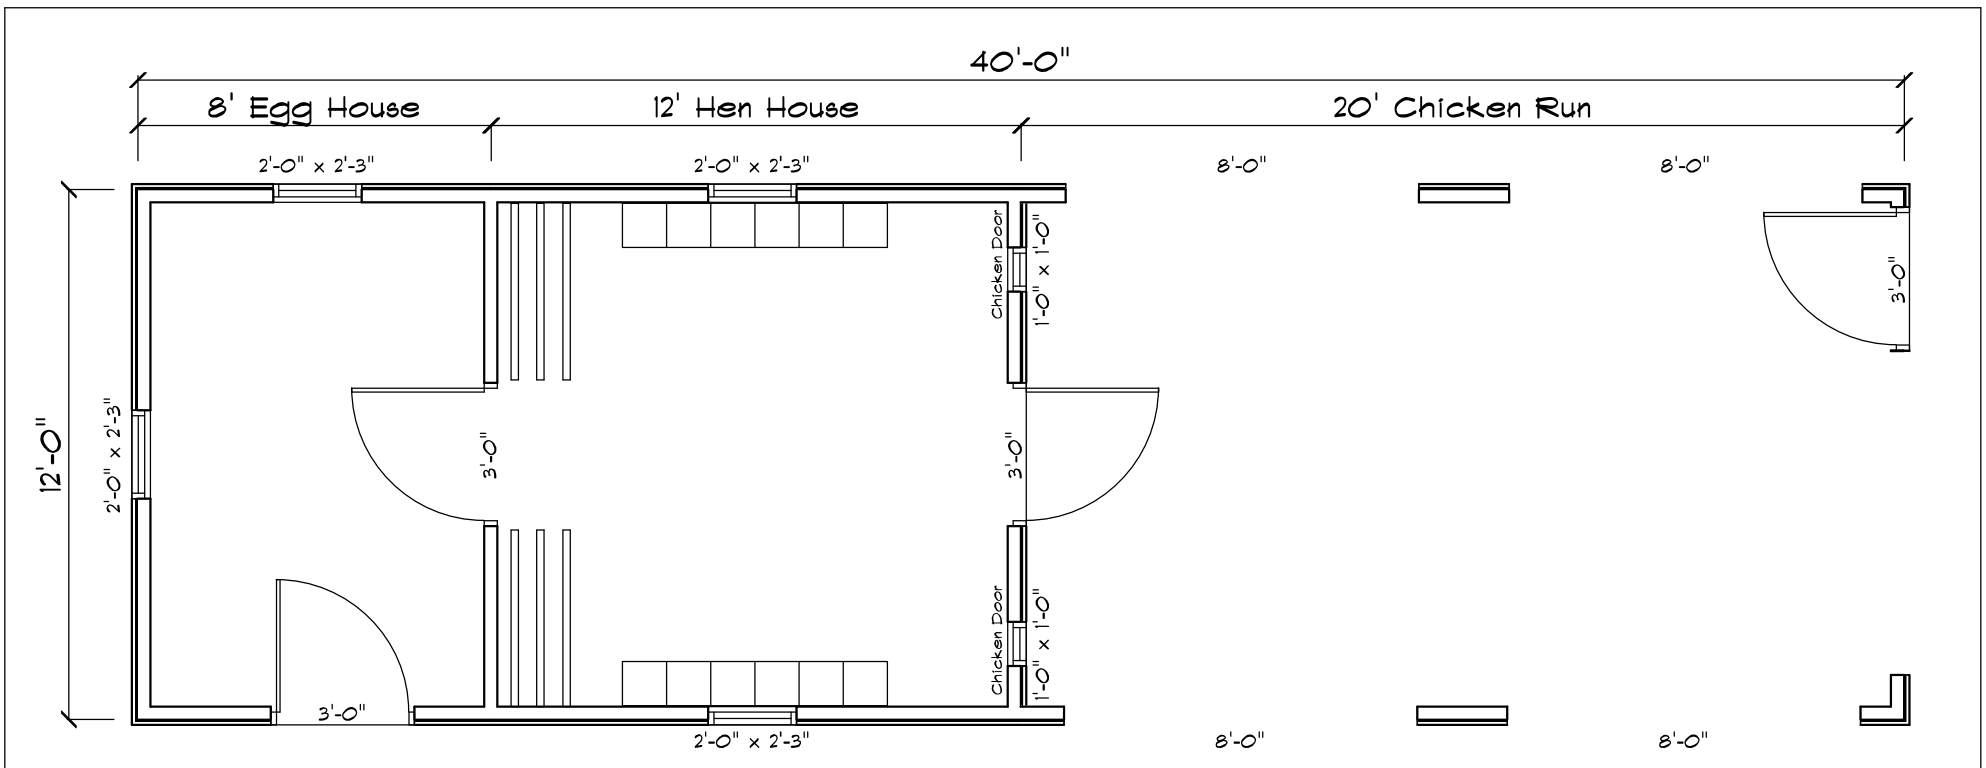 40'-0"
8' Egg House
12' Hen House
20' Chicken Run
2'-0" x 2'-3"
2'-0" x 2'-3"
8'-0"
8'-0"
12'-0"
2'-0" x 2'-3"
3'-0"
Chicken Door
1'-0" x 1'-0"
3'-0"
3'-0"
Chicken Door
1'-0" x 1'-0"
3'-0"
2'-0" x 2'-3"
8'-0"
8'-0"